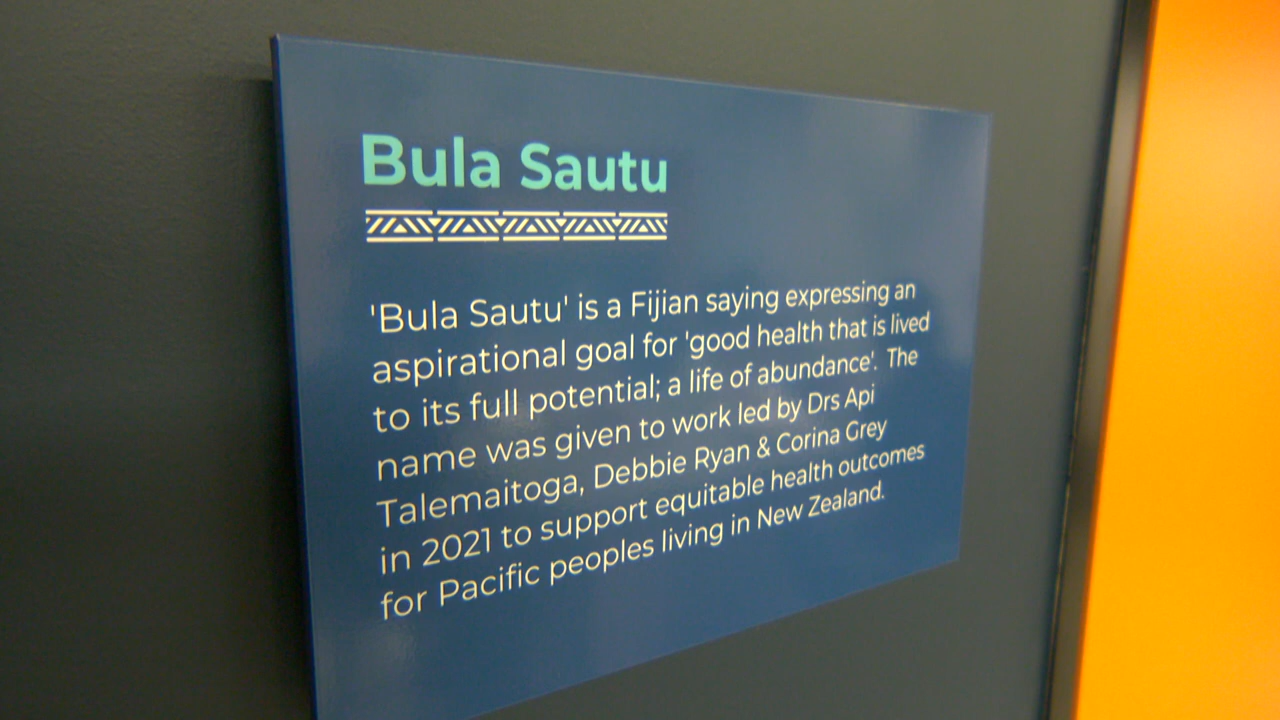 Bula Sautu
'Bula Sautu' is a Fijian saying expressing an
aspirational goal for 'good health that is lived
to its full potential; a life of abundance'. The
name was given to work led by Drs Api
Talemaitoga, Debbie Ryan & Corina Grey
in 2021 to support equitable health outcomes
for Pacific peoples living in New Zealand.